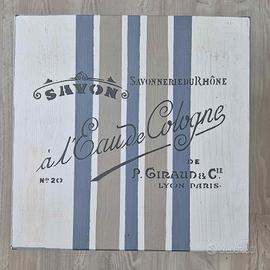 SAVON
SAVONNERIE DU RHÔNE
à l'Eau de Cologne
DE
No 20
P. GIRAUD & CIE
LYON PARIS.